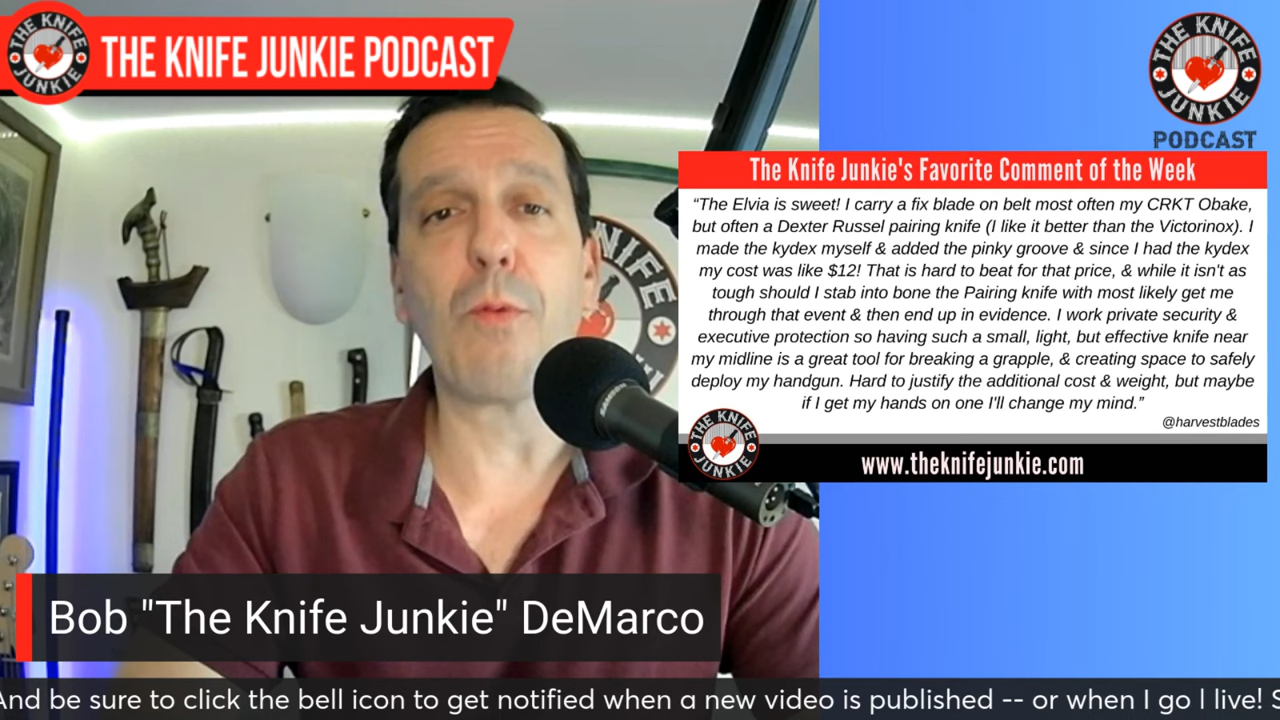 THE KNIFE JUNKIE
THE KNIFE JUNKIE PODCAST
THE KNIFE JUNKIE
PODCAST
KNIFE
The Knife Junkie's Favorite Comment of the Week
“The Elvia is sweet! I carry a fix blade on belt most often my CRKT Obake,
but often a Dexter Russel pairing knife (I like it better than the Victorinox). I
made the kydex myself & added the pinky groove & since I had the kydex
my cost was like $12! That is hard to beat for that price, & while it isn't as
tough should I stab into bone the Pairing knife with most likely get me
through that event & then end up in evidence. I work private security &
executive protection so having such a small, light, but effective knife near
my midline is a great tool for breaking a grapple, & creating space to safely
deploy my handgun. Hard to justify the additional cost & weight, but maybe
if I get my hands on one I'll change my mind.”
@harvestblades
THE KNIFE JUNKIE
www.theknifejunkie.com
Bob "The Knife Junkie" DeMarco
And be sure to click the bell icon to get notified when a new video is published -- or when I go l live! S